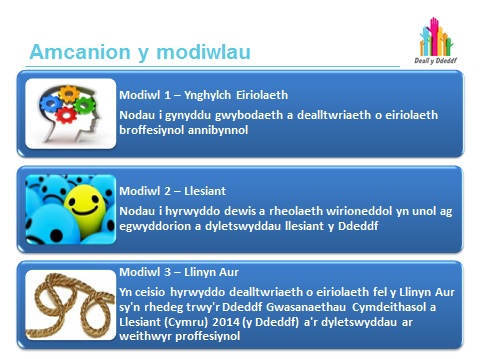 Amcanion y modiwlau
Deall y Ddeddf
Modiwl 1 – Ynghylch Eiriolaeth
Nodau i gynyddu gwybodaeth a dealltwriaeth o eiriolaeth
broffesiynol annibynnol
Modiwl 2 – Llesiant
Nodau i hyrwyddo dewis a rheolaeth wirioneddol yn unol ag
egwyddorion a dyletswyddau llesiant y Ddeddf
Modiwl 3 – Llinyn Aur
Yn ceisio hyrwyddo dealltwriaeth o eiriolaeth fel y Llinyn Aur
sy'n rhedeg trwy'r Ddeddf Gwasanaethau Cymdeithasol a
Llesiant (Cymru) 2014 (y Ddeddf) a'r dyletswyddau ar
weithwyr proffesiynol